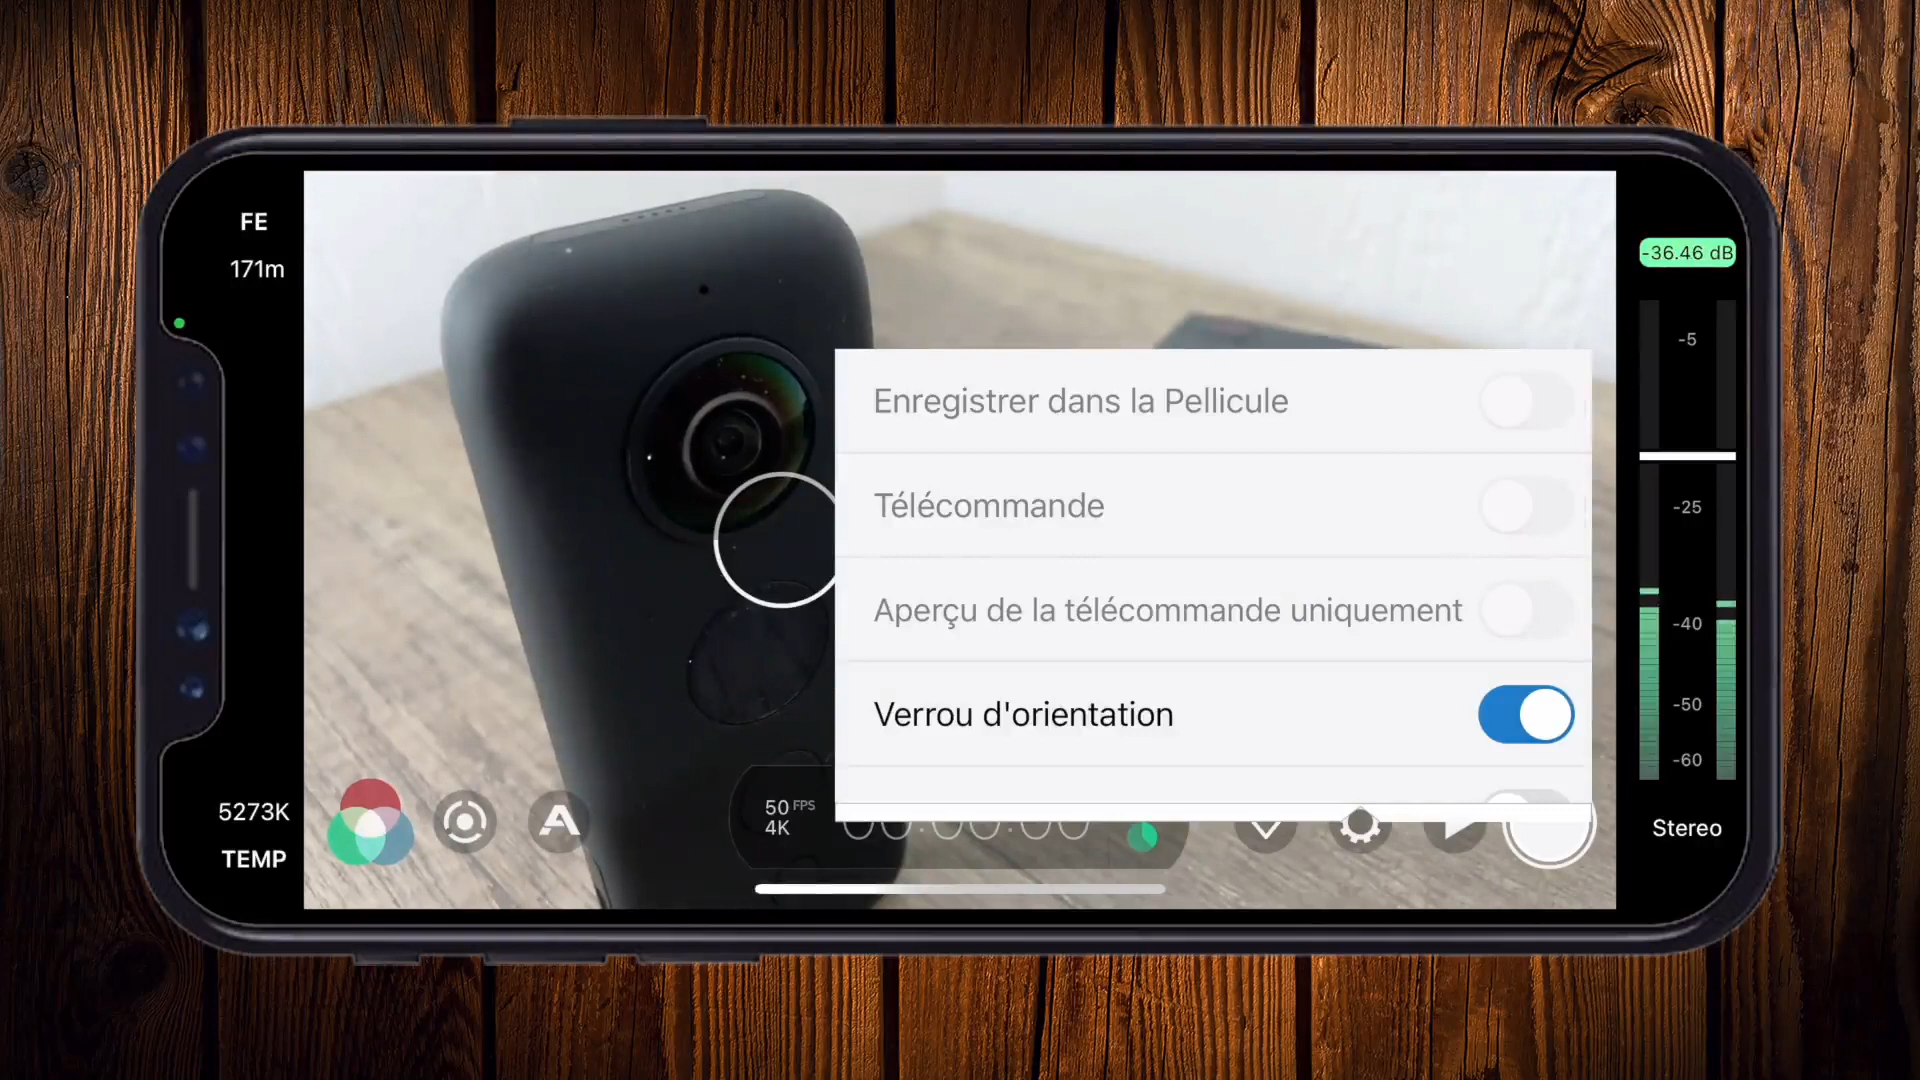 FE
171m
-36.46 dB
-5
-25
-40
-50
-60
Stereo
Enregistrer dans la Pellicule
Télécommande
Aperçu de la télécommande uniquement
Verrou d'orientation
50 FPS
4K
5273K
TEMP